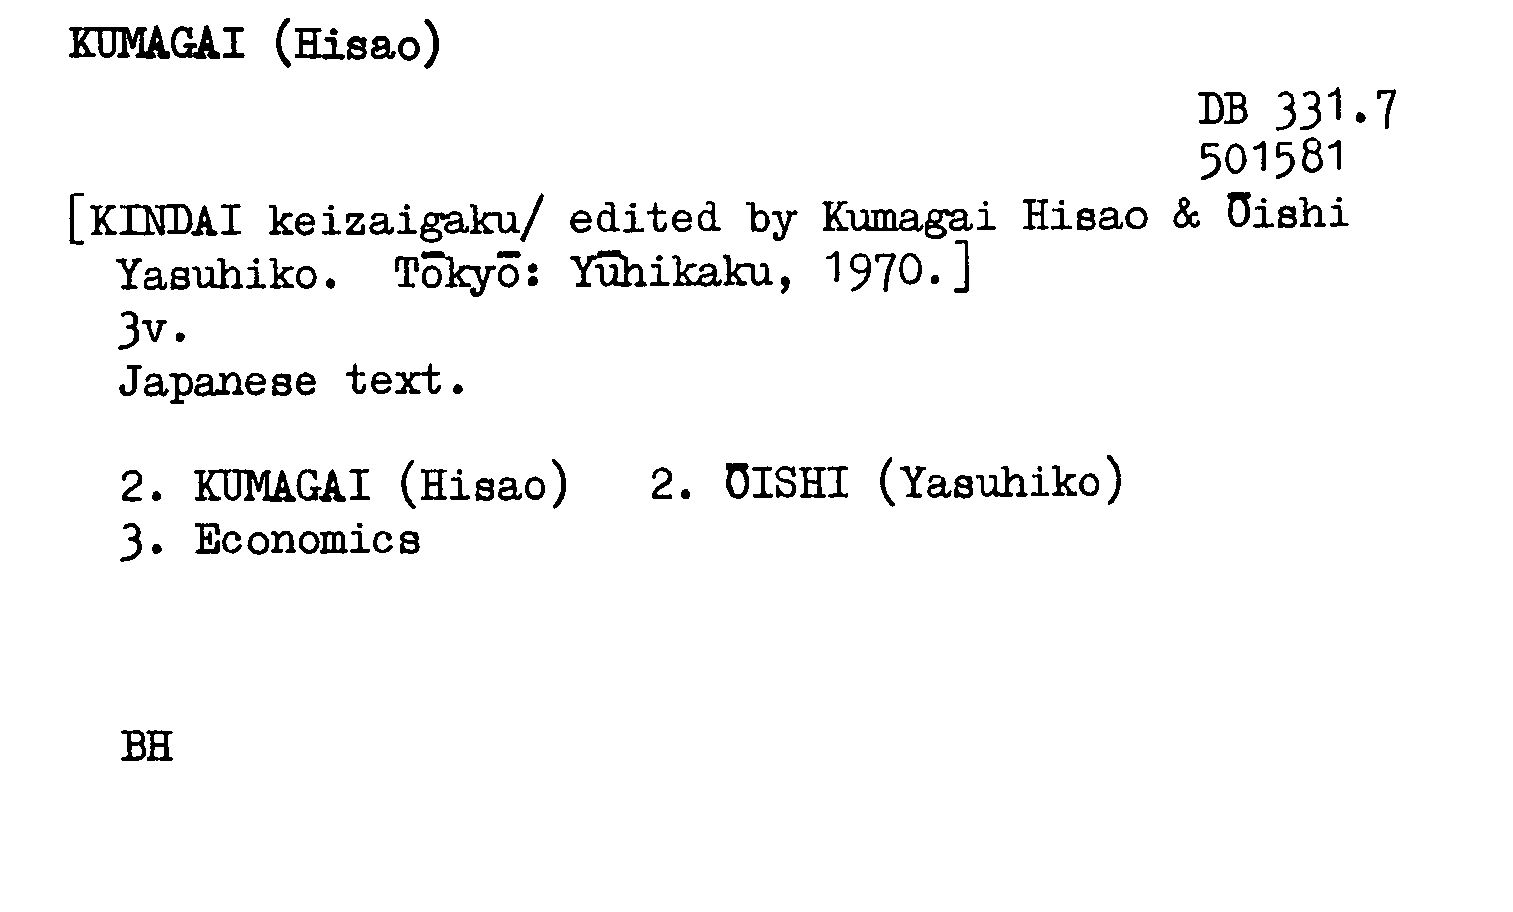 KUMAGAI (Hisao)
DB 331.7
501581
[KINDAI keizaigaku/ edited by Kumagai Hisao & Ōishi
Yasuhiko. Tōkyō: Yūhikaku, 1970.]
3v.
Japanese text.
2. KUMAGAI (Hisao) 2. ŌISHI (Yasuhiko)
3. Economics
BH